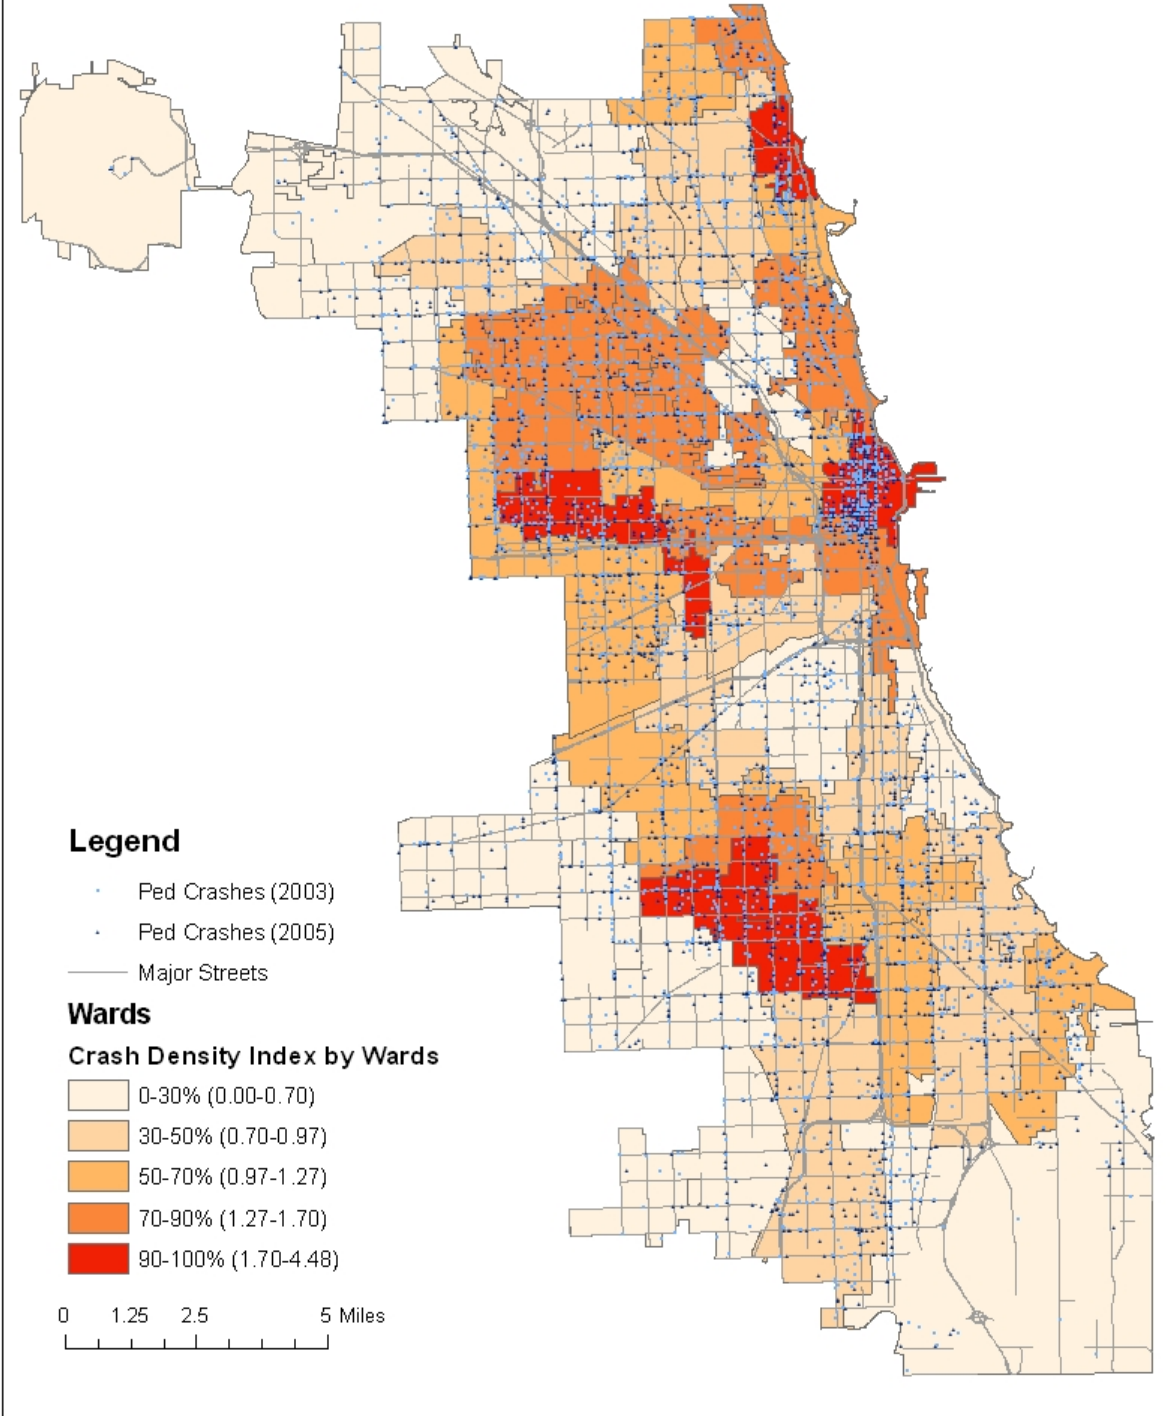 Legend
Ped Crashes (2003)
Ped Crashes (2005)
Major Streets
Wards
Crash Density Index by Wards
0-30% (0.00-0.70)
30-50% (0.70-0.97)
50-70% (0.97-1.27)
70-90% (1.27-1.70)
90-100% (1.70-4.48)
0 1.25 2.5 5 Miles